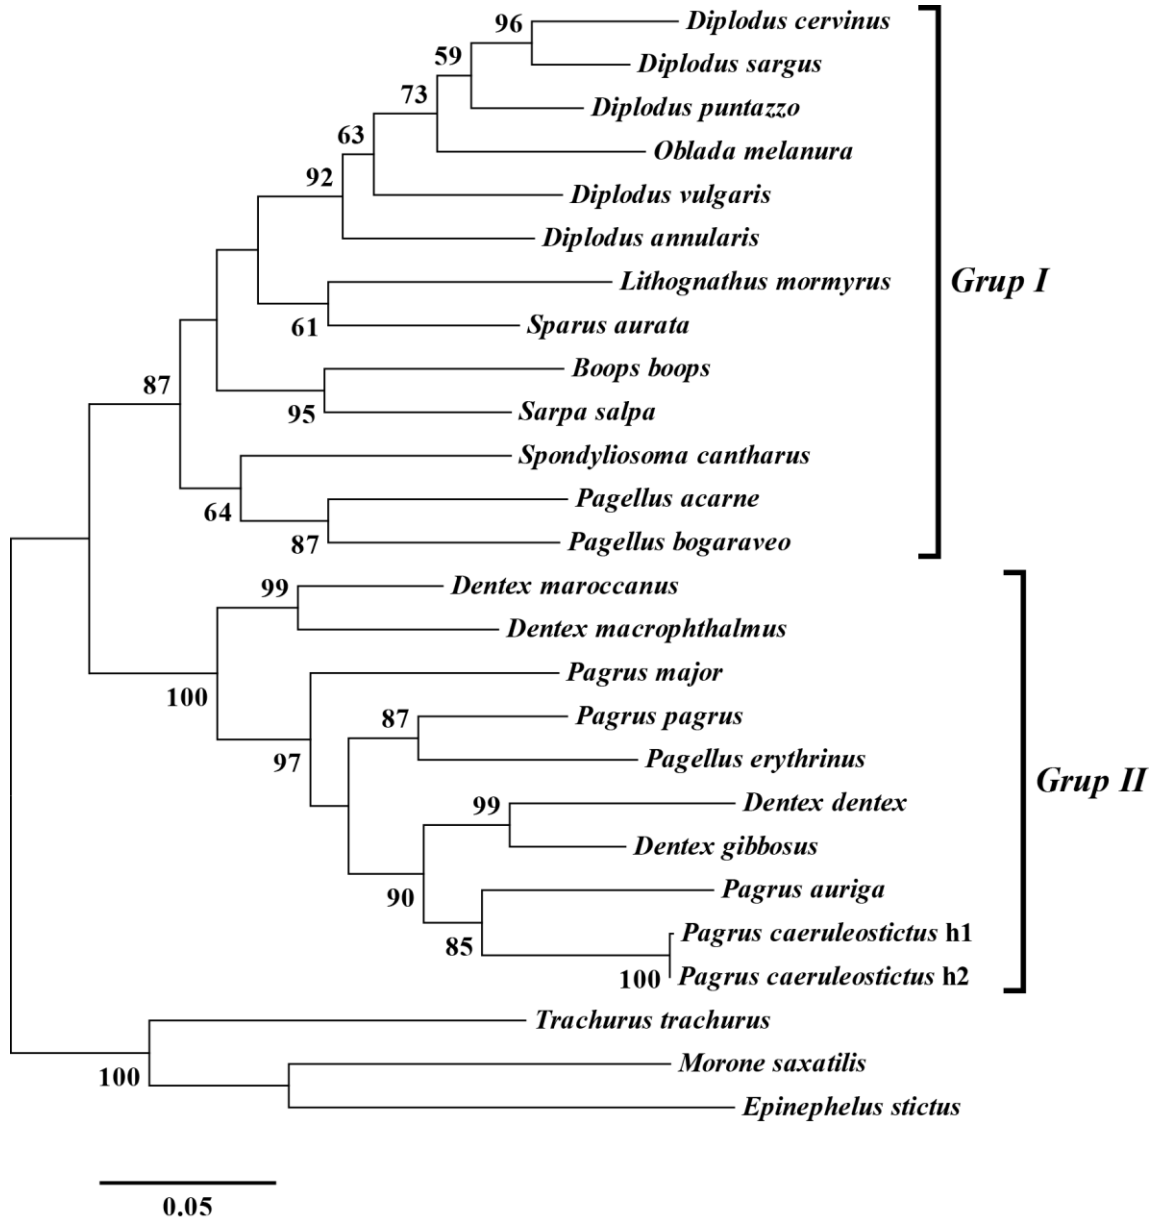 96
Diplodus cervinus
59
Diplodus sargus
73
Diplodus puntazzo
63
Oblada melanura
92
Diplodus vulgaris
Diplodus annularis
Lithognathus mormyrus
Grup I
61
Sparus aurata
Boops boops
87
95
Sarpa salpa
Spondyliosoma cantharus
64
Pagellus acarne
87
Pagellus bogaraveo
99
Dentex maroccanus
Dentex macrophthalmus
100
Pagrus major
87
Pagrus pagrus
97
Pagellus erythrinus
Grup II
99
Dentex dentex
Dentex gibbosus
90
Pagrus auriga
85
Pagrus caeruleostictus h1
100
Pagrus caeruleostictus h2
Trachurus trachurus
100
Morone saxatilis
Epinephelus stictus
0.05